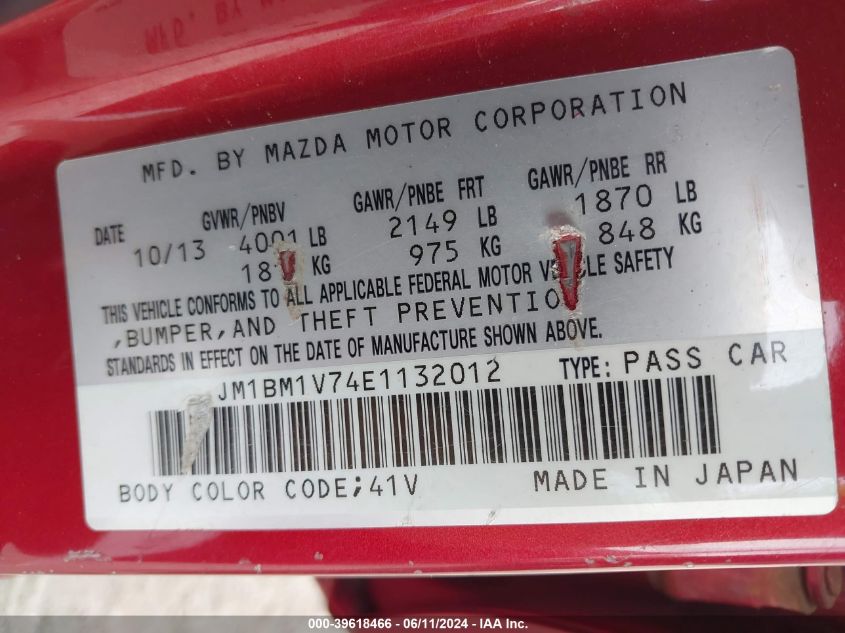 MFD. BY MAZDA MOTOR CORPORATION
DATE GVWR/PNBV GAWR/PNBE FRT GAWR/PNBE RR
10/13 4001 LB 2149 LB 1870 LB
KG 975 KG 848 KG
THIS VEHICLE CONFORMS TO ALL APPLICABLE FEDERAL MOTOR VEHICLE SAFETY
,BUMPER,AND THEFT PREVENTION
STANDARDS IN EFFECT ON THE DATE OF MANUFACTURE SHOWN ABOVE.
JM1BM1V74E1132012 TYPE: PASS CAR
BODY COLOR CODE;41V MADE IN JAPAN
000-39618466 - 06/11/2024 - IAA Inc.